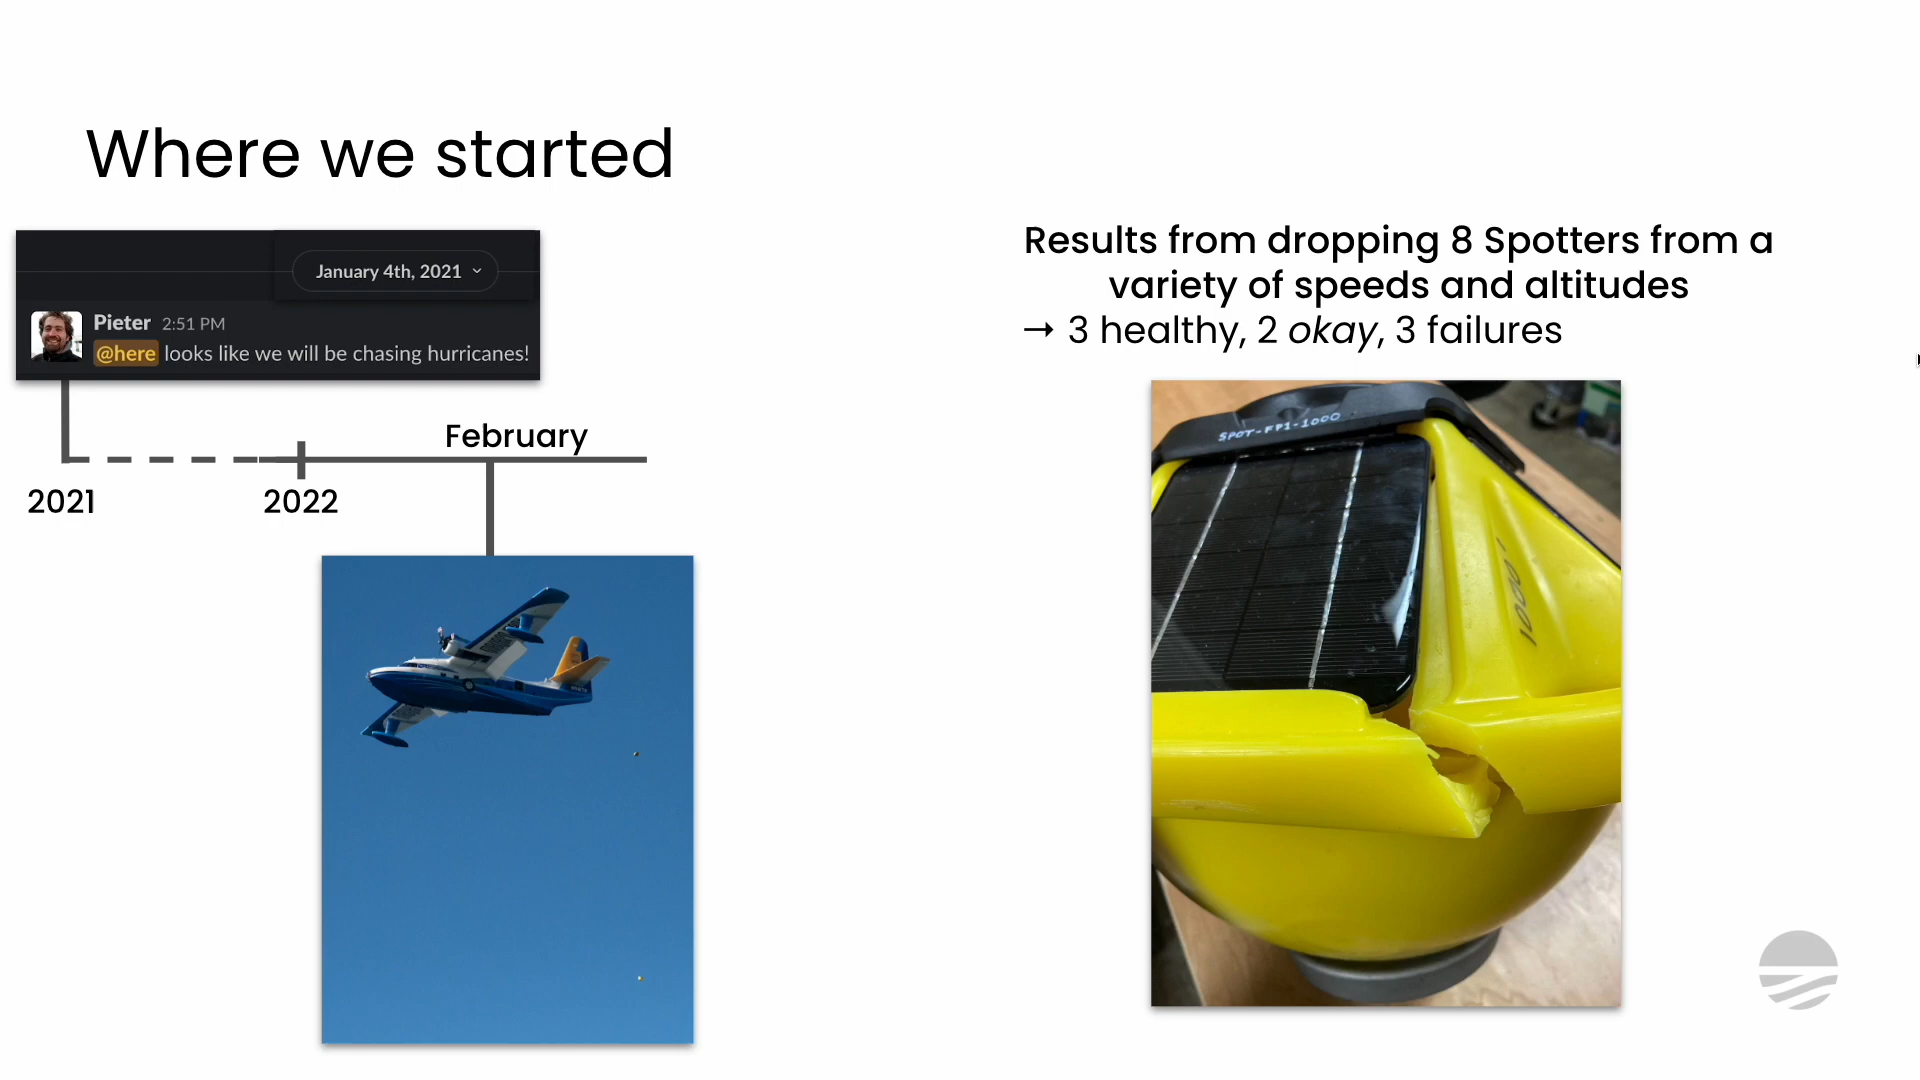 Where we started
January 4th, 2021
Pieter 2:51 PM
@here looks like we will be chasing hurricanes!
February
2021
2022
Results from dropping 8 Spotters from a
variety of speeds and altitudes
→ 3 healthy, 2 okay, 3 failures
SPOT-FP1-1000
1000